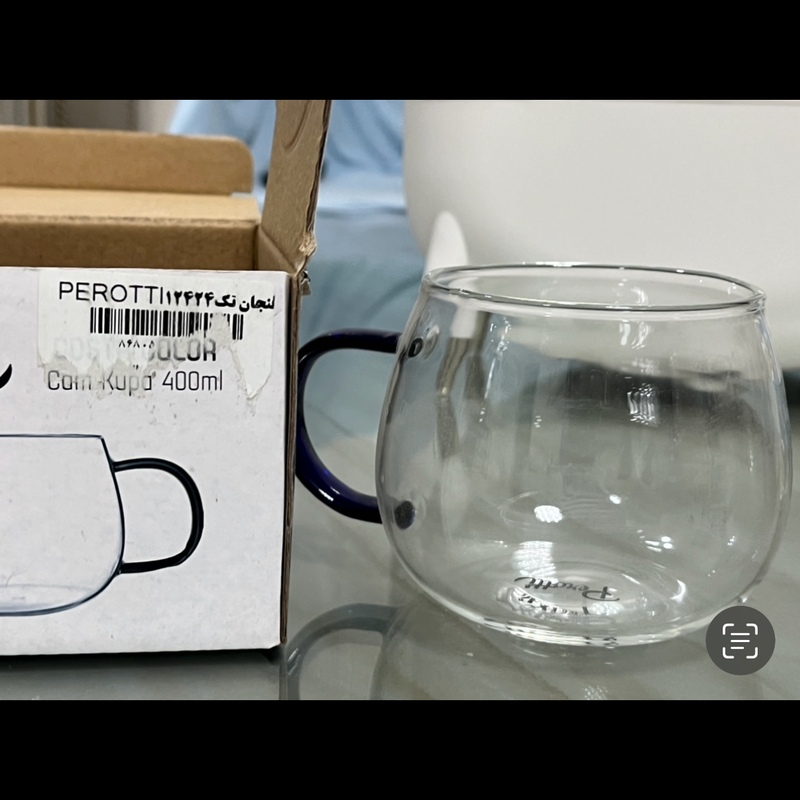 PEROTTI فنجان تک ۱۲۴۲۴
۸۶۸۰۵
COLOR
Cam Kupa 400ml
Perotti